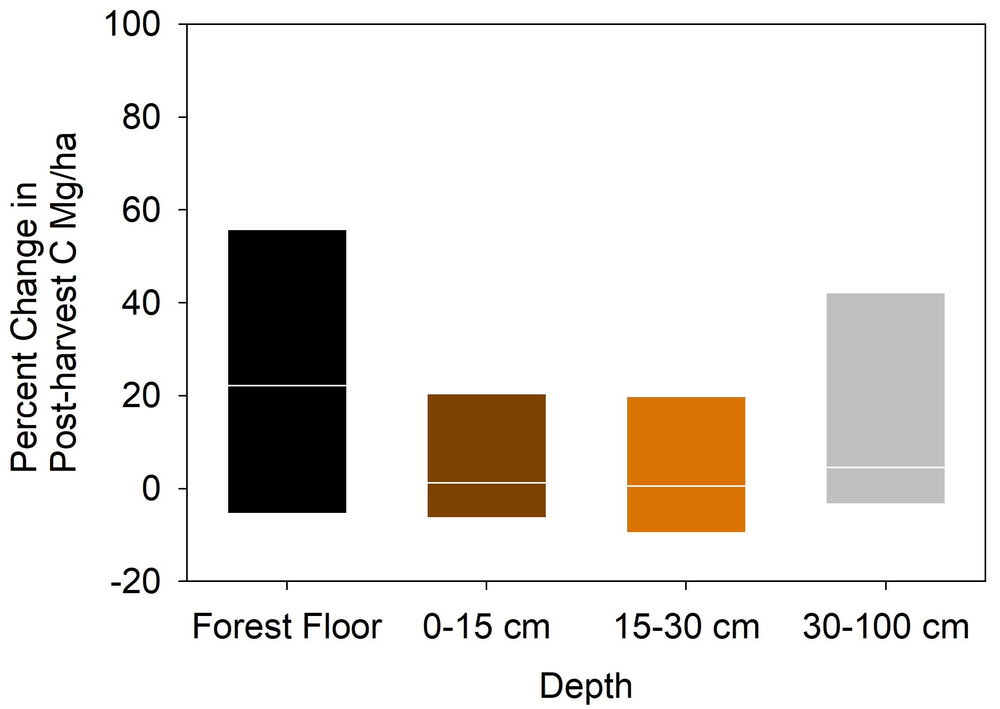 Percent Change in
Post-harvest C Mg/ha
100
80
60
40
20
0
-20
Forest Floor
0-15 cm
15-30 cm
30-100 cm
Depth